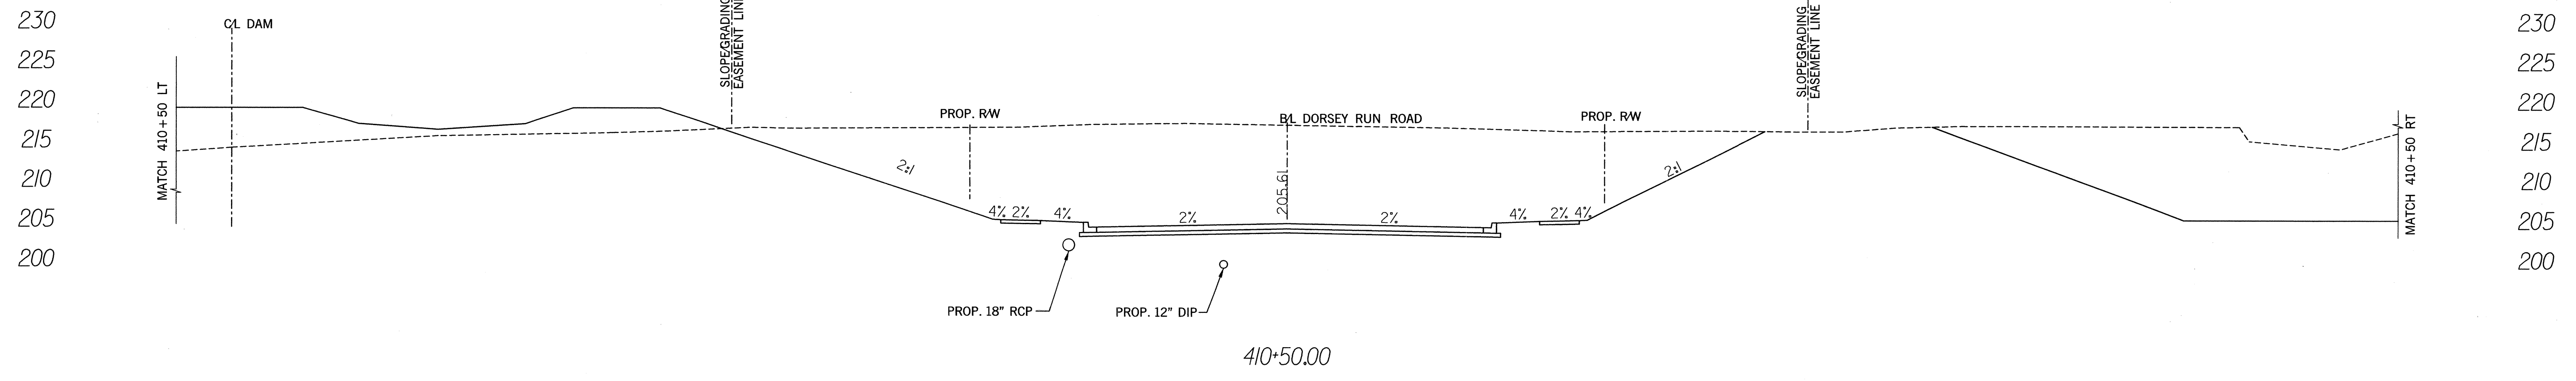 230
225
220
215
210
205
200
C/L DAM
MATCH 410+50 LT
SLOPE/GRADING
EASEMENT LINE
PROP. R/W
B/L DORSEY RUN ROAD
PROP. R/W
SLOPE/GRADING
EASEMENT LINE
2:1
205.61
2:1
4% 2% 4% 2% 2% 4% 2% 4%
PROP. 18" RCP
PROP. 12" DIP
MATCH 410+50 RT
230
225
220
215
210
205
200
410+50.00